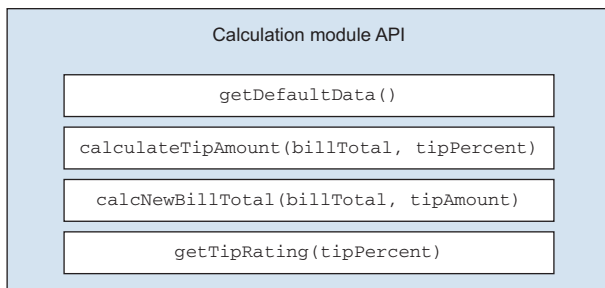 Calculation module API
getDefaultData()
calculateTipAmount(billTotal, tipPercent)
calcNewBillTotal(billTotal, tipAmount)
getTipRating(tipPercent)